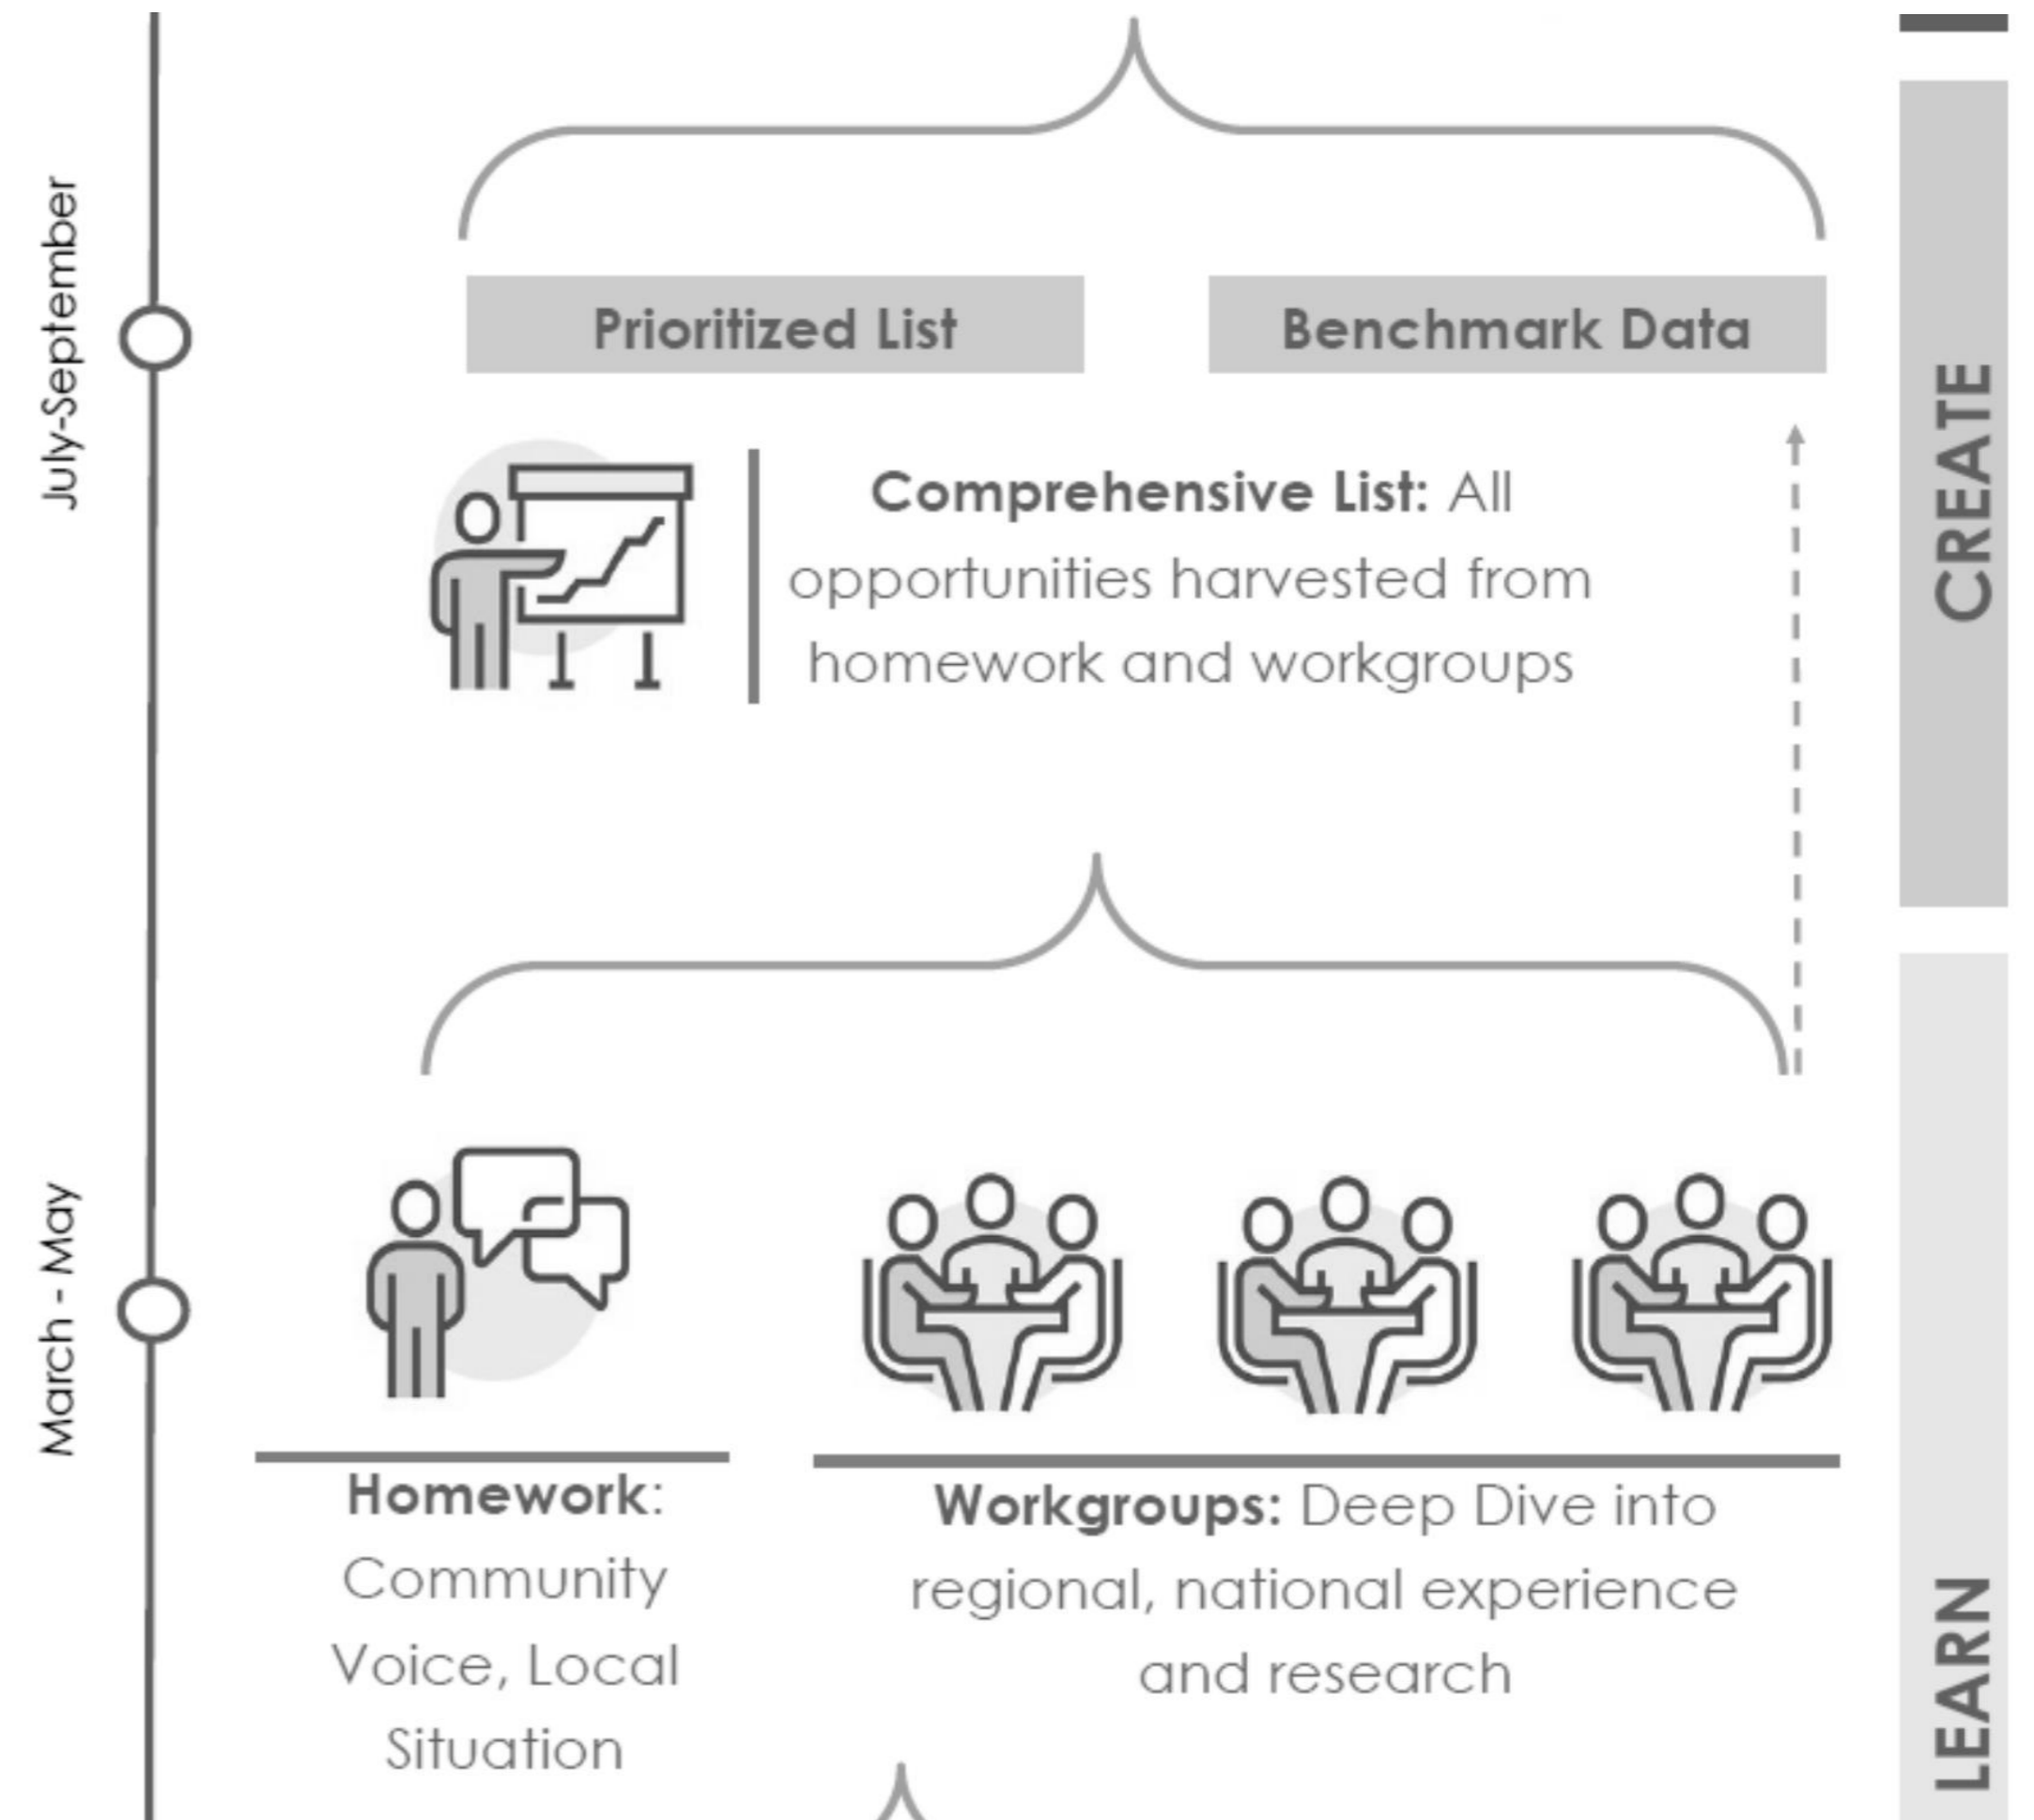 July-September
Prioritized List
Benchmark Data
Comprehensive List: All
opportunities harvested from
homework and workgroups
CREATE
March - May
Homework:
Community
Voice, Local
Situation
Workgroups: Deep Dive into
regional, national experience
and research
LEARN